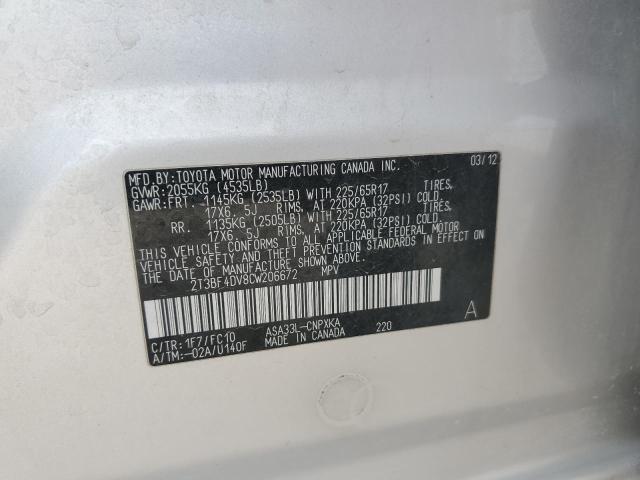 MFD.BY:TOYOTA MOTOR MANUFACTURING CANADA INC. 03/12
GVWR:2055KG (4535LB)
GAWR:FRT. 1145KG (2535LB) WITH 225/65R17 TIRES,
17X6. 5J RIMS, AT 220KPA (32PSI) COLD.
RR. 1135KG (2505LB) WITH 225/65R17 TIRES,
17X6. 5J RIMS, AT 220KPA (32PSI) COLD.
THIS VEHICLE CONFORMS TO ALL APPLICABLE FEDERAL MOTOR
VEHICLE SAFETY AND THEFT PREVENTION STANDARDS IN EFFECT ON
THE DATE OF MANUFACTURE SHOWN ABOVE.
2T3BF4DV8CW206672 MPV
C/TR:1F7/FC10 ASA33L-CNPXKA 220 A
A/TM:-02A/U140F MADE IN CANADA